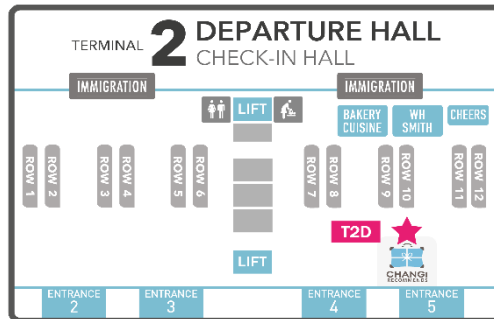 TERMINAL 2 DEPARTURE HALL
CHECK-IN HALL
IMMIGRATION
IMMIGRATION
LIFT
BAKERY
CUISINE
WH
SMITH
CHEERS
ROW 1
ROW 2
ROW 3
ROW 4
ROW 5
ROW 6
ROW 7
ROW 8
ROW 9
ROW 10
ROW 11
ROW 12
T2D
LIFT
CHANGI
RECOMMENDS
ENTRANCE
2
ENTRANCE
3
ENTRANCE
4
ENTRANCE
5